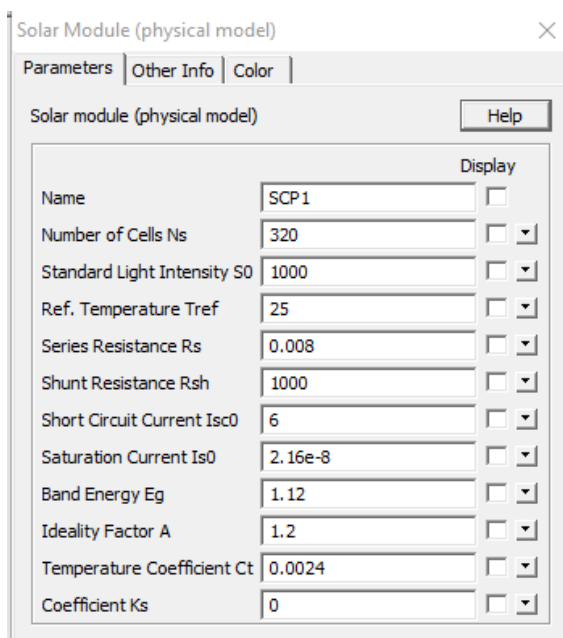 Solar Module (physical model)
Parameters Other Info Color
Solar module (physical model) Help
Display
Name SCP1
Number of Cells Ns 320
Standard Light Intensity S0 1000
Ref. Temperature Tref 25
Series Resistance Rs 0.008
Shunt Resistance Rsh 1000
Short Circuit Current Isc0 6
Saturation Current Is0 2.16e-8
Band Energy Eg 1.12
Ideality Factor A 1.2
Temperature Coefficient Ct 0.0024
Coefficient Ks 0